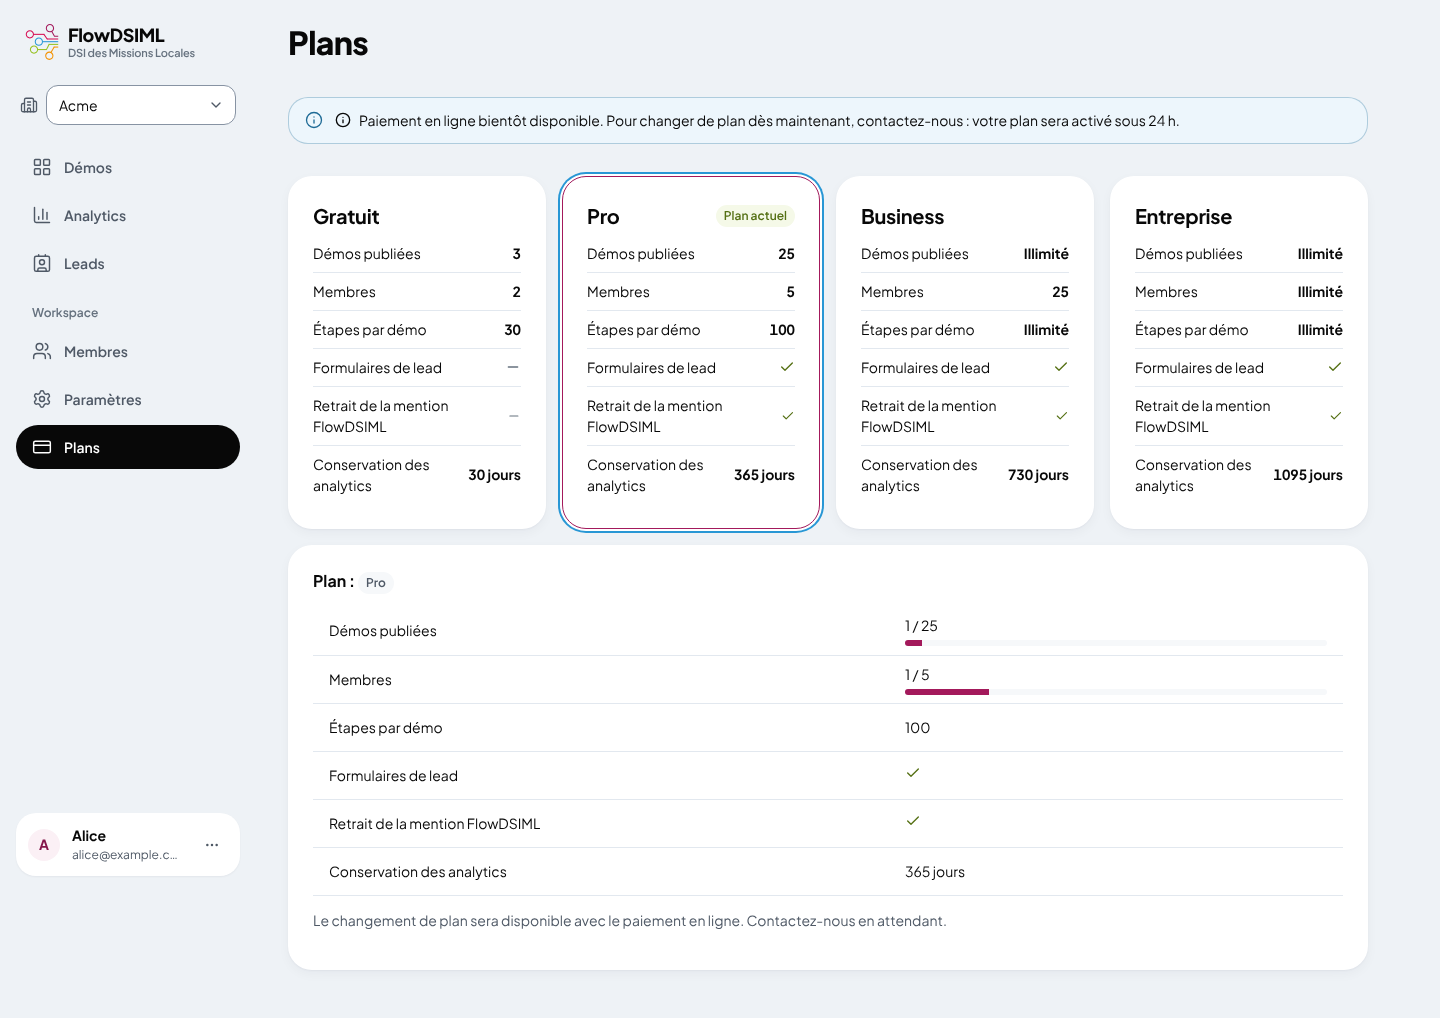 FlowDSIML
DSI des Missions Locales
Acme
Démos
Analytics
Leads
Workspace
Membres
Paramètres
Plans
A
Alice
alice@example.c...
Plans
Paiement en ligne bientôt disponible. Pour changer de plan dès maintenant, contactez-nous : votre plan sera activé sous 24 h.
Gratuit
Démos publiées 3
Membres 2
Étapes par démo 30
Formulaires de lead —
Retrait de la mention
FlowDSIML —
Conservation des
analytics 30 jours
Pro Plan actuel
Démos publiées 25
Membres 5
Étapes par démo 100
Formulaires de lead
Retrait de la mention
FlowDSIML
Conservation des
analytics 365 jours
Business
Démos publiées Illimité
Membres 25
Étapes par démo Illimité
Formulaires de lead
Retrait de la mention
FlowDSIML
Conservation des
analytics 730 jours
Entreprise
Démos publiées Illimité
Membres Illimité
Étapes par démo Illimité
Formulaires de lead
Retrait de la mention
FlowDSIML
Conservation des
analytics 1095 jours
Plan : Pro
Démos publiées 1 / 25
Membres 1 / 5
Étapes par démo 100
Formulaires de lead
Retrait de la mention FlowDSIML
Conservation des analytics 365 jours
Le changement de plan sera disponible avec le paiement en ligne. Contactez-nous en attendant.